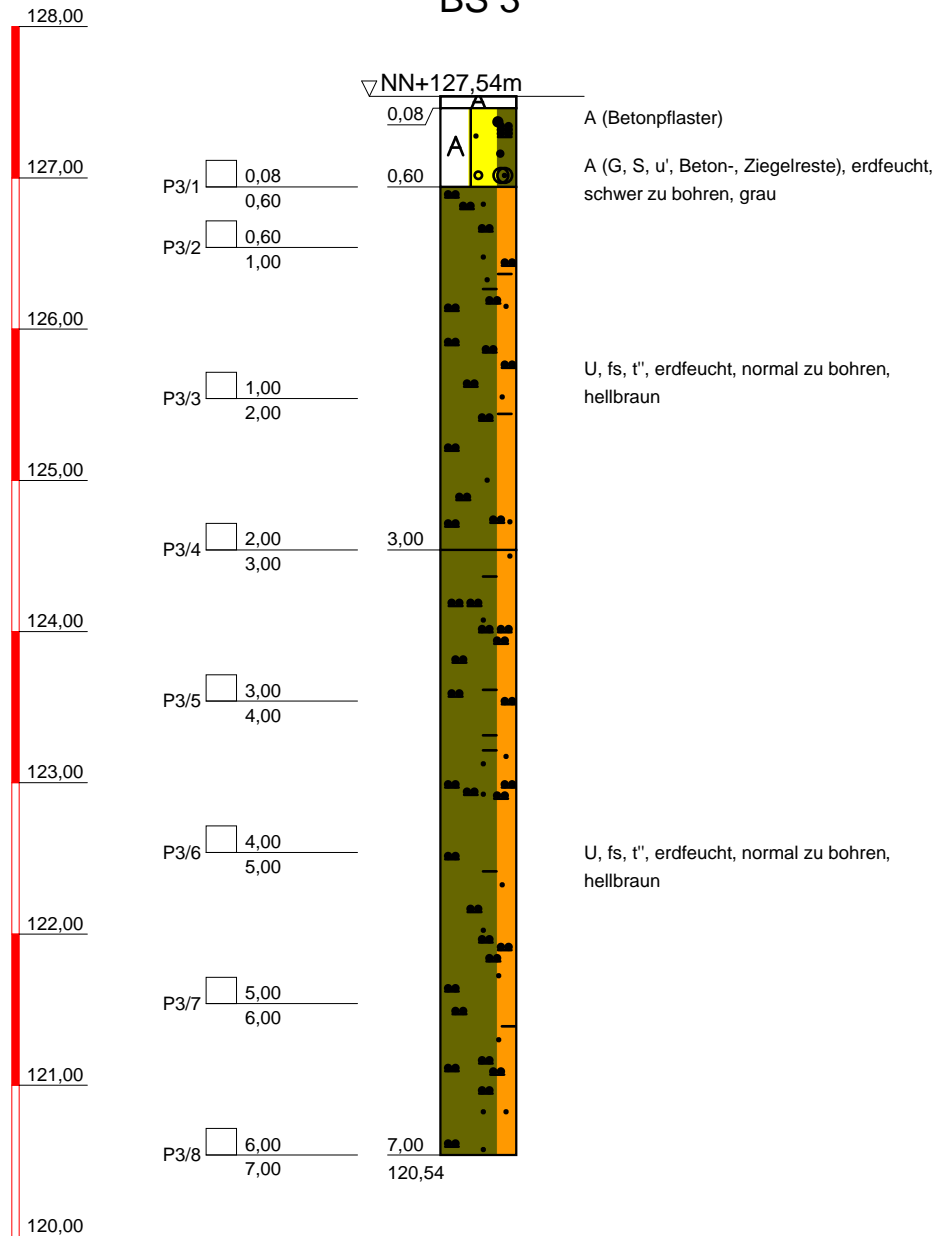 BS 3
128,00
NN+127,54m
A
0,08
A (Betonpflaster)
A
A (G, S, u', Beton-, Ziegelreste), erdfeucht,
schwer zu bohren, grau
127,00
P3/1
0,08
0,60
0,60
P3/2
0,60
1,00
126,00
U, fs, t'', erdfeucht, normal zu bohren,
hellbraun
P3/3
1,00
2,00
125,00
P3/4
2,00
3,00
3,00
124,00
P3/5
3,00
4,00
123,00
P3/6
4,00
5,00
U, fs, t'', erdfeucht, normal zu bohren,
hellbraun
122,00
P3/7
5,00
6,00
121,00
P3/8
6,00
7,00
7,00
120,54
120,00